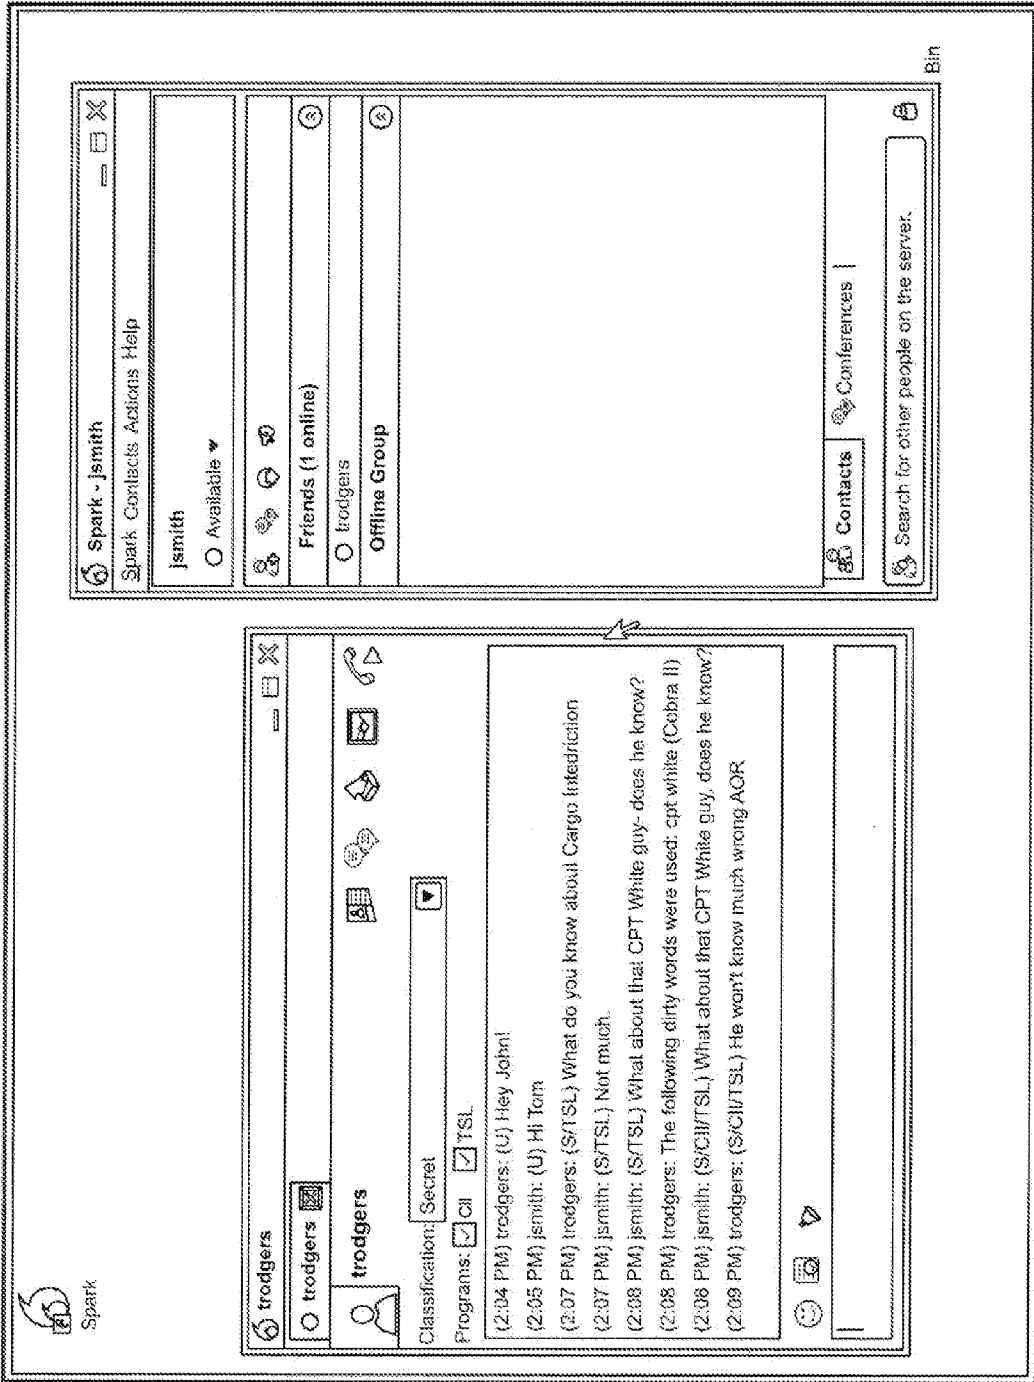 Spark
trodgers
trodgers
trodgers
Classification: Secret
Programs: CII TSL
(2:04 PM) trodgers: (U) Hey John!
(2:05 PM) jsmith: (U) Hi Tom
(2:07 PM) trodgers: (S/TSL) What do you know about Cargo Intedriction
(2:07 PM) jsmith: (S/TSL) Not much.
(2:08 PM) jsmith: (S/TSL) What about that CPT White guy- does he know?
(2:08 PM) trodgers: The following dirty words were used: cpt white (Cobra II)
(2:08 PM) jsmith: (S/CII/TSL) What about that CPT White guy, does he know?
(2:09 PM) trodgers: (S/CII/TSL) He won't know much wrong AOR
Spark - jsmith
Spark Contacts Actions Help
jsmith
Available
Friends (1 online)
trodgers
Offline Group
Contacts Conferences
Search for other people on the server.
Bin